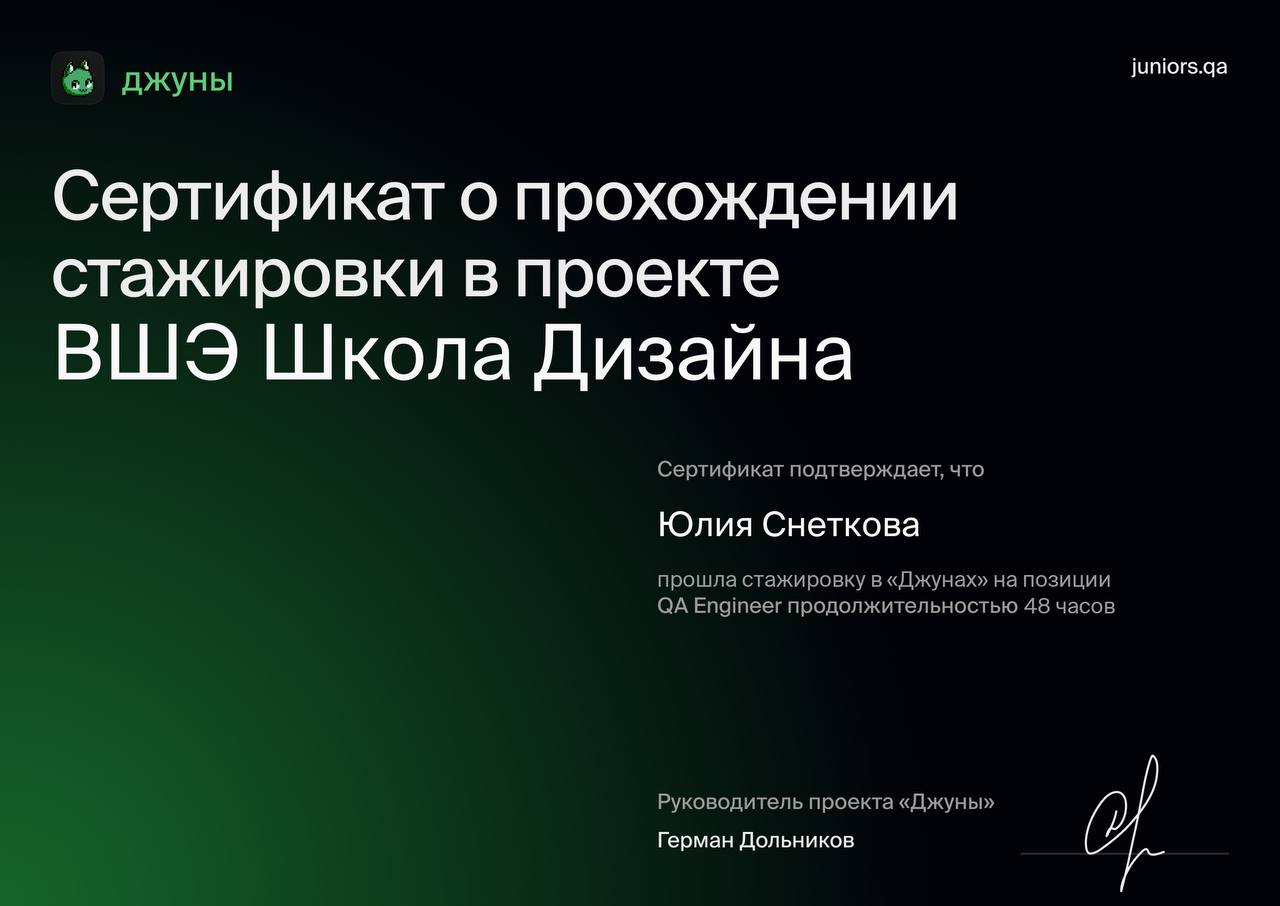 джуны
juniors.qa
Сертификат о прохождении
стажировки в проекте
ВШЭ Школа Дизайна
Сертификат подтверждает, что
Юлия Снеткова
прошла стажировку в «Джунах» на позиции
QA Engineer продолжительностью 48 часов
Руководитель проекта «Джуны»
Герман Дольников